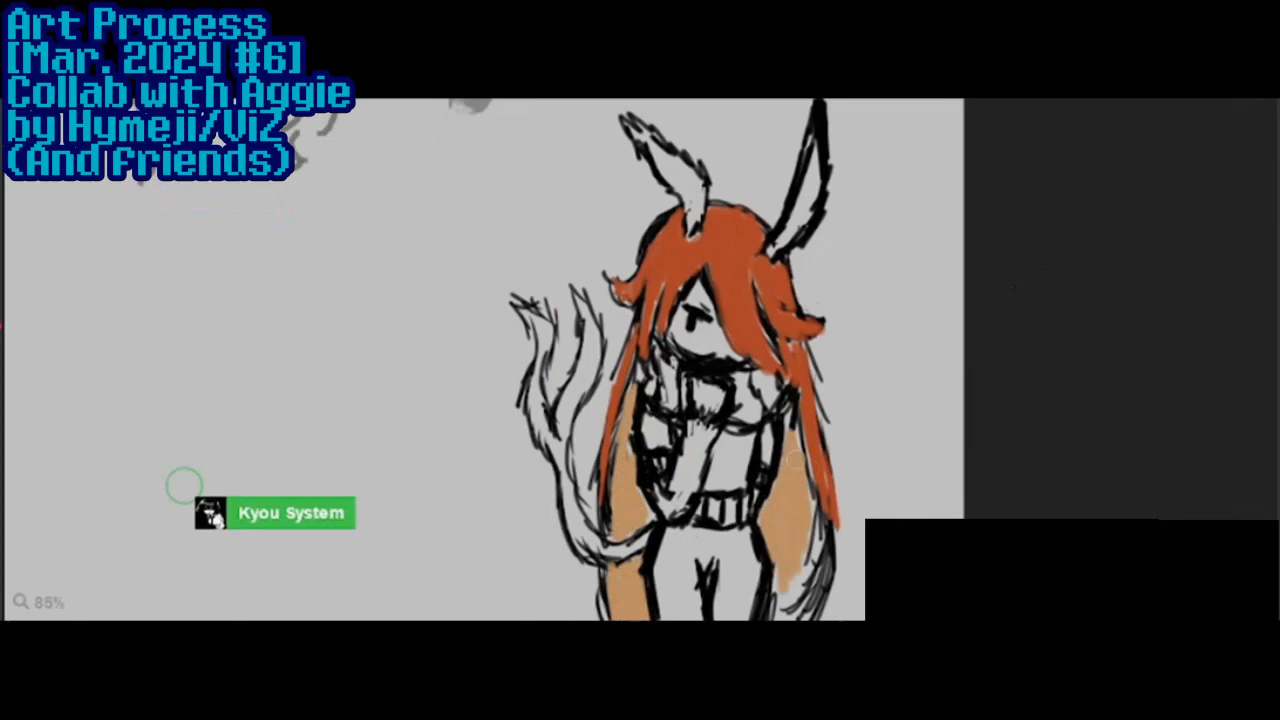 Art Process
[Mar. 2024 #6]
Collab with Aggie
by Hymeji/ViZ
(And Friends)
Kyou System
85%